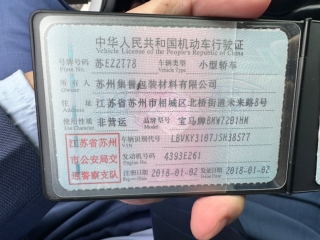 中华人民共和国机动车行驶证
Vehicle License of the People's Republic of China
号牌号码 苏EZZT78 车辆类型 小型轿车
Plate No. Vehicle Type
所有人 苏州集誉包装材料有限公司
住址 江苏省苏州市相城区北桥街道未来路8号
使用性质 非营运 品牌型号 宝马牌BMW7201HM
Use Character
江苏省苏州
市公安局交
通警察支队
车辆识别代号 LBVKY3107JSH38577
发动机号码 4393E261
注册日期 2018-01-02 发证日期 2018-01-02